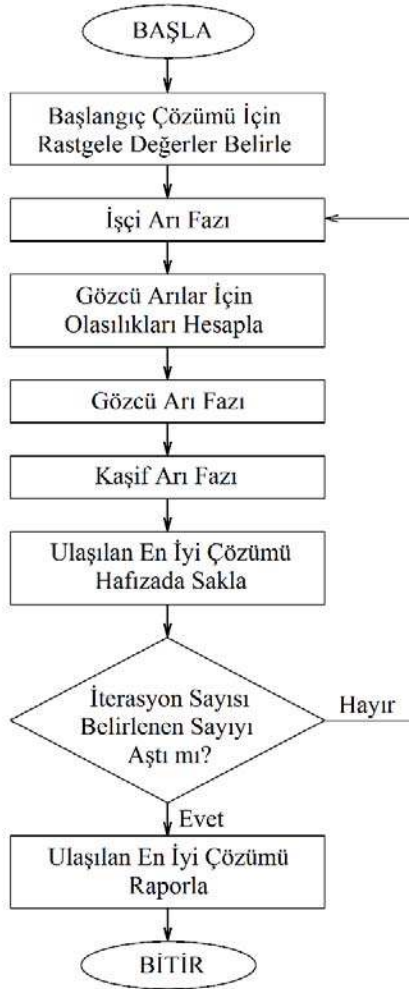 BAŞLA
Başlangıç Çözümü İçin
Rastgele Değerler Belirle
İşçi Arı Fazı
Gözcü Arılar İçin
Olasılıkları Hesapla
Gözcü Arı Fazı
Kaşif Arı Fazı
Ulaşılan En İyi Çözümü
Hafızada Sakla
İterasyon Sayısı
Belirlenen Sayıyı
Aştı mı?
Hayır
Evet
Ulaşılan En İyi Çözümü
Raporla
BİTİR